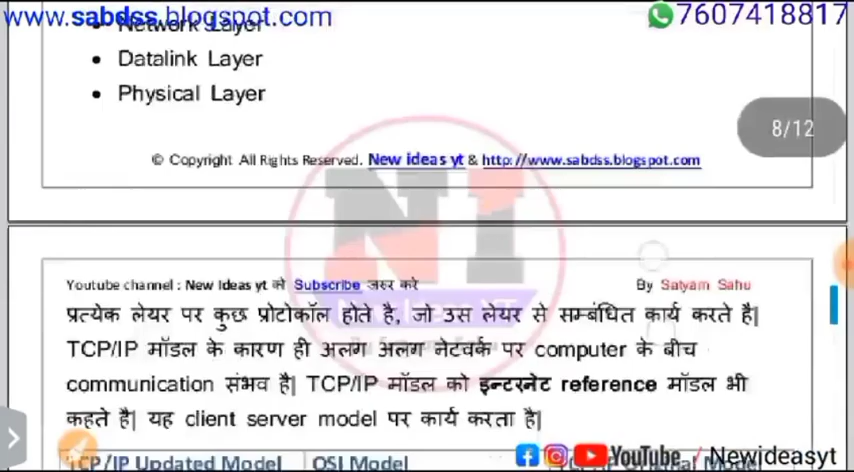 www.sabdss.blogspot.com
7607418817
• Network Layer
• Datalink Layer
• Physical Layer
8/12
© Copyright All Rights Reserved. New ideas yt & http://www.sabdss.blogspot.com
Youtube channel : New Ideas yt को Subscribe जरुर करे
By Satyam Sahu
प्रत्येक लेयर पर कुछ प्रोटोकॉल होते है, जो उस लेयर से सम्बंधित कार्य करते है|
TCP/IP मॉडल के कारण ही अलग अलग नेटवर्क पर computer के बीच
communication संभव है| TCP/IP मॉडल को इन्टरनेट reference मॉडल भी
कहते है| यह client server model पर कार्य करता है|
TCP/IP Updated Model OSI Model
YouTube / Newideasyt